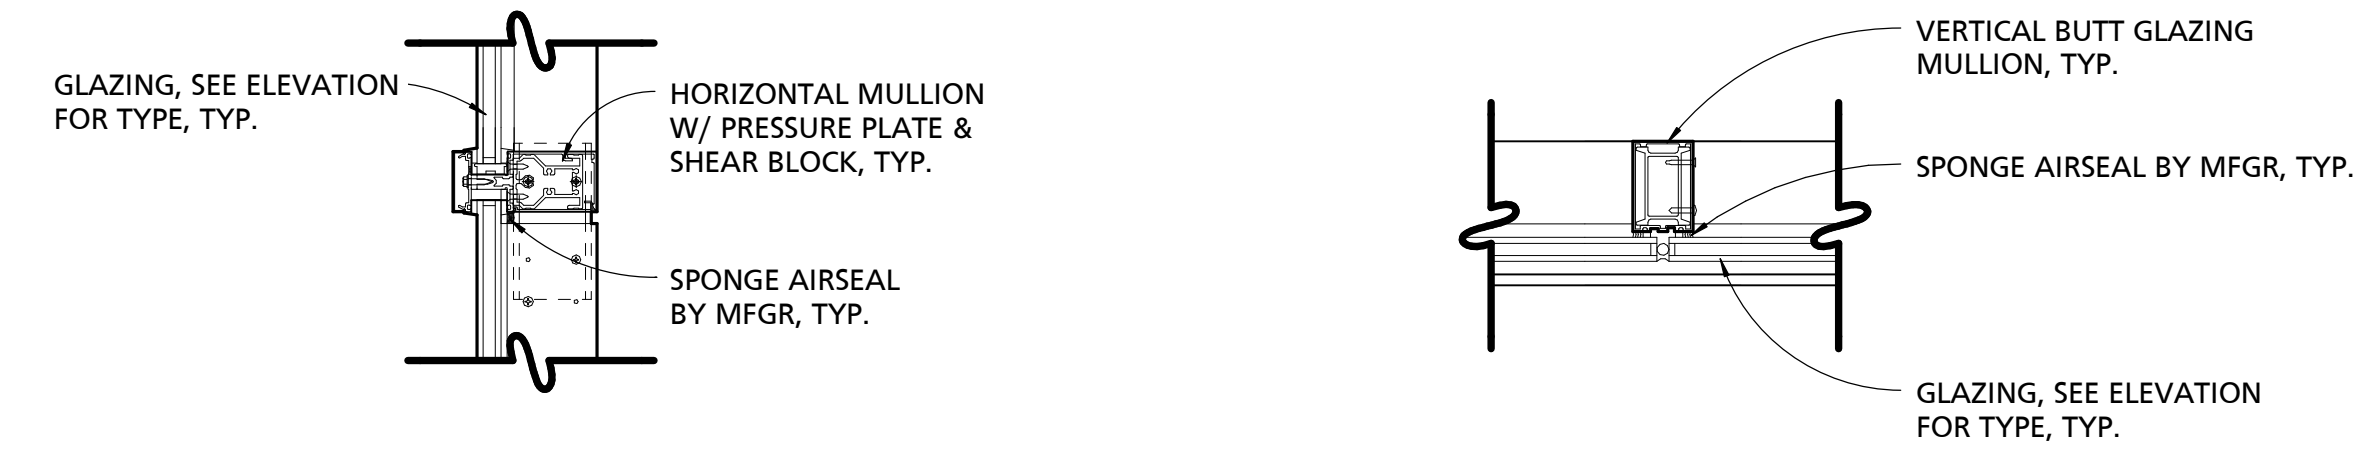 GLAZING, SEE ELEVATION
FOR TYPE, TYP.
HORIZONTAL MULLION
W/ PRESSURE PLATE &
SHEAR BLOCK, TYP.
SPONGE AIRSEAL
BY MFGR, TYP.
VERTICAL BUTT GLAZING
MULLION, TYP.
SPONGE AIRSEAL BY MFGR, TYP.
GLAZING, SEE ELEVATION
FOR TYPE, TYP.